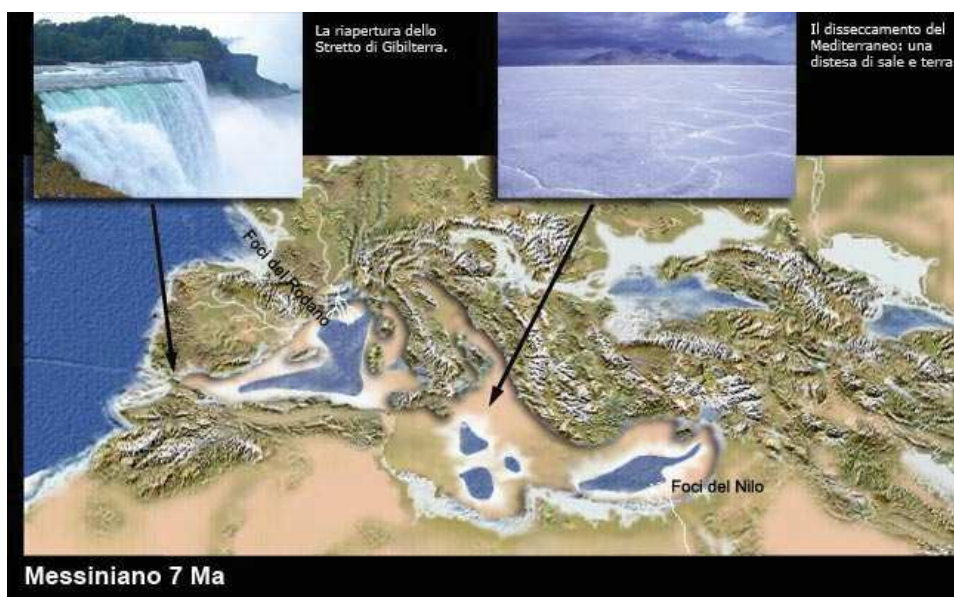 La riapertura dello
Stretto di Gibilterra.
Il disseccamento del
Mediterraneo: una
distesa di sale e terra
Foci del Rodano
Foci del Nilo
Messiniano 7 Ma